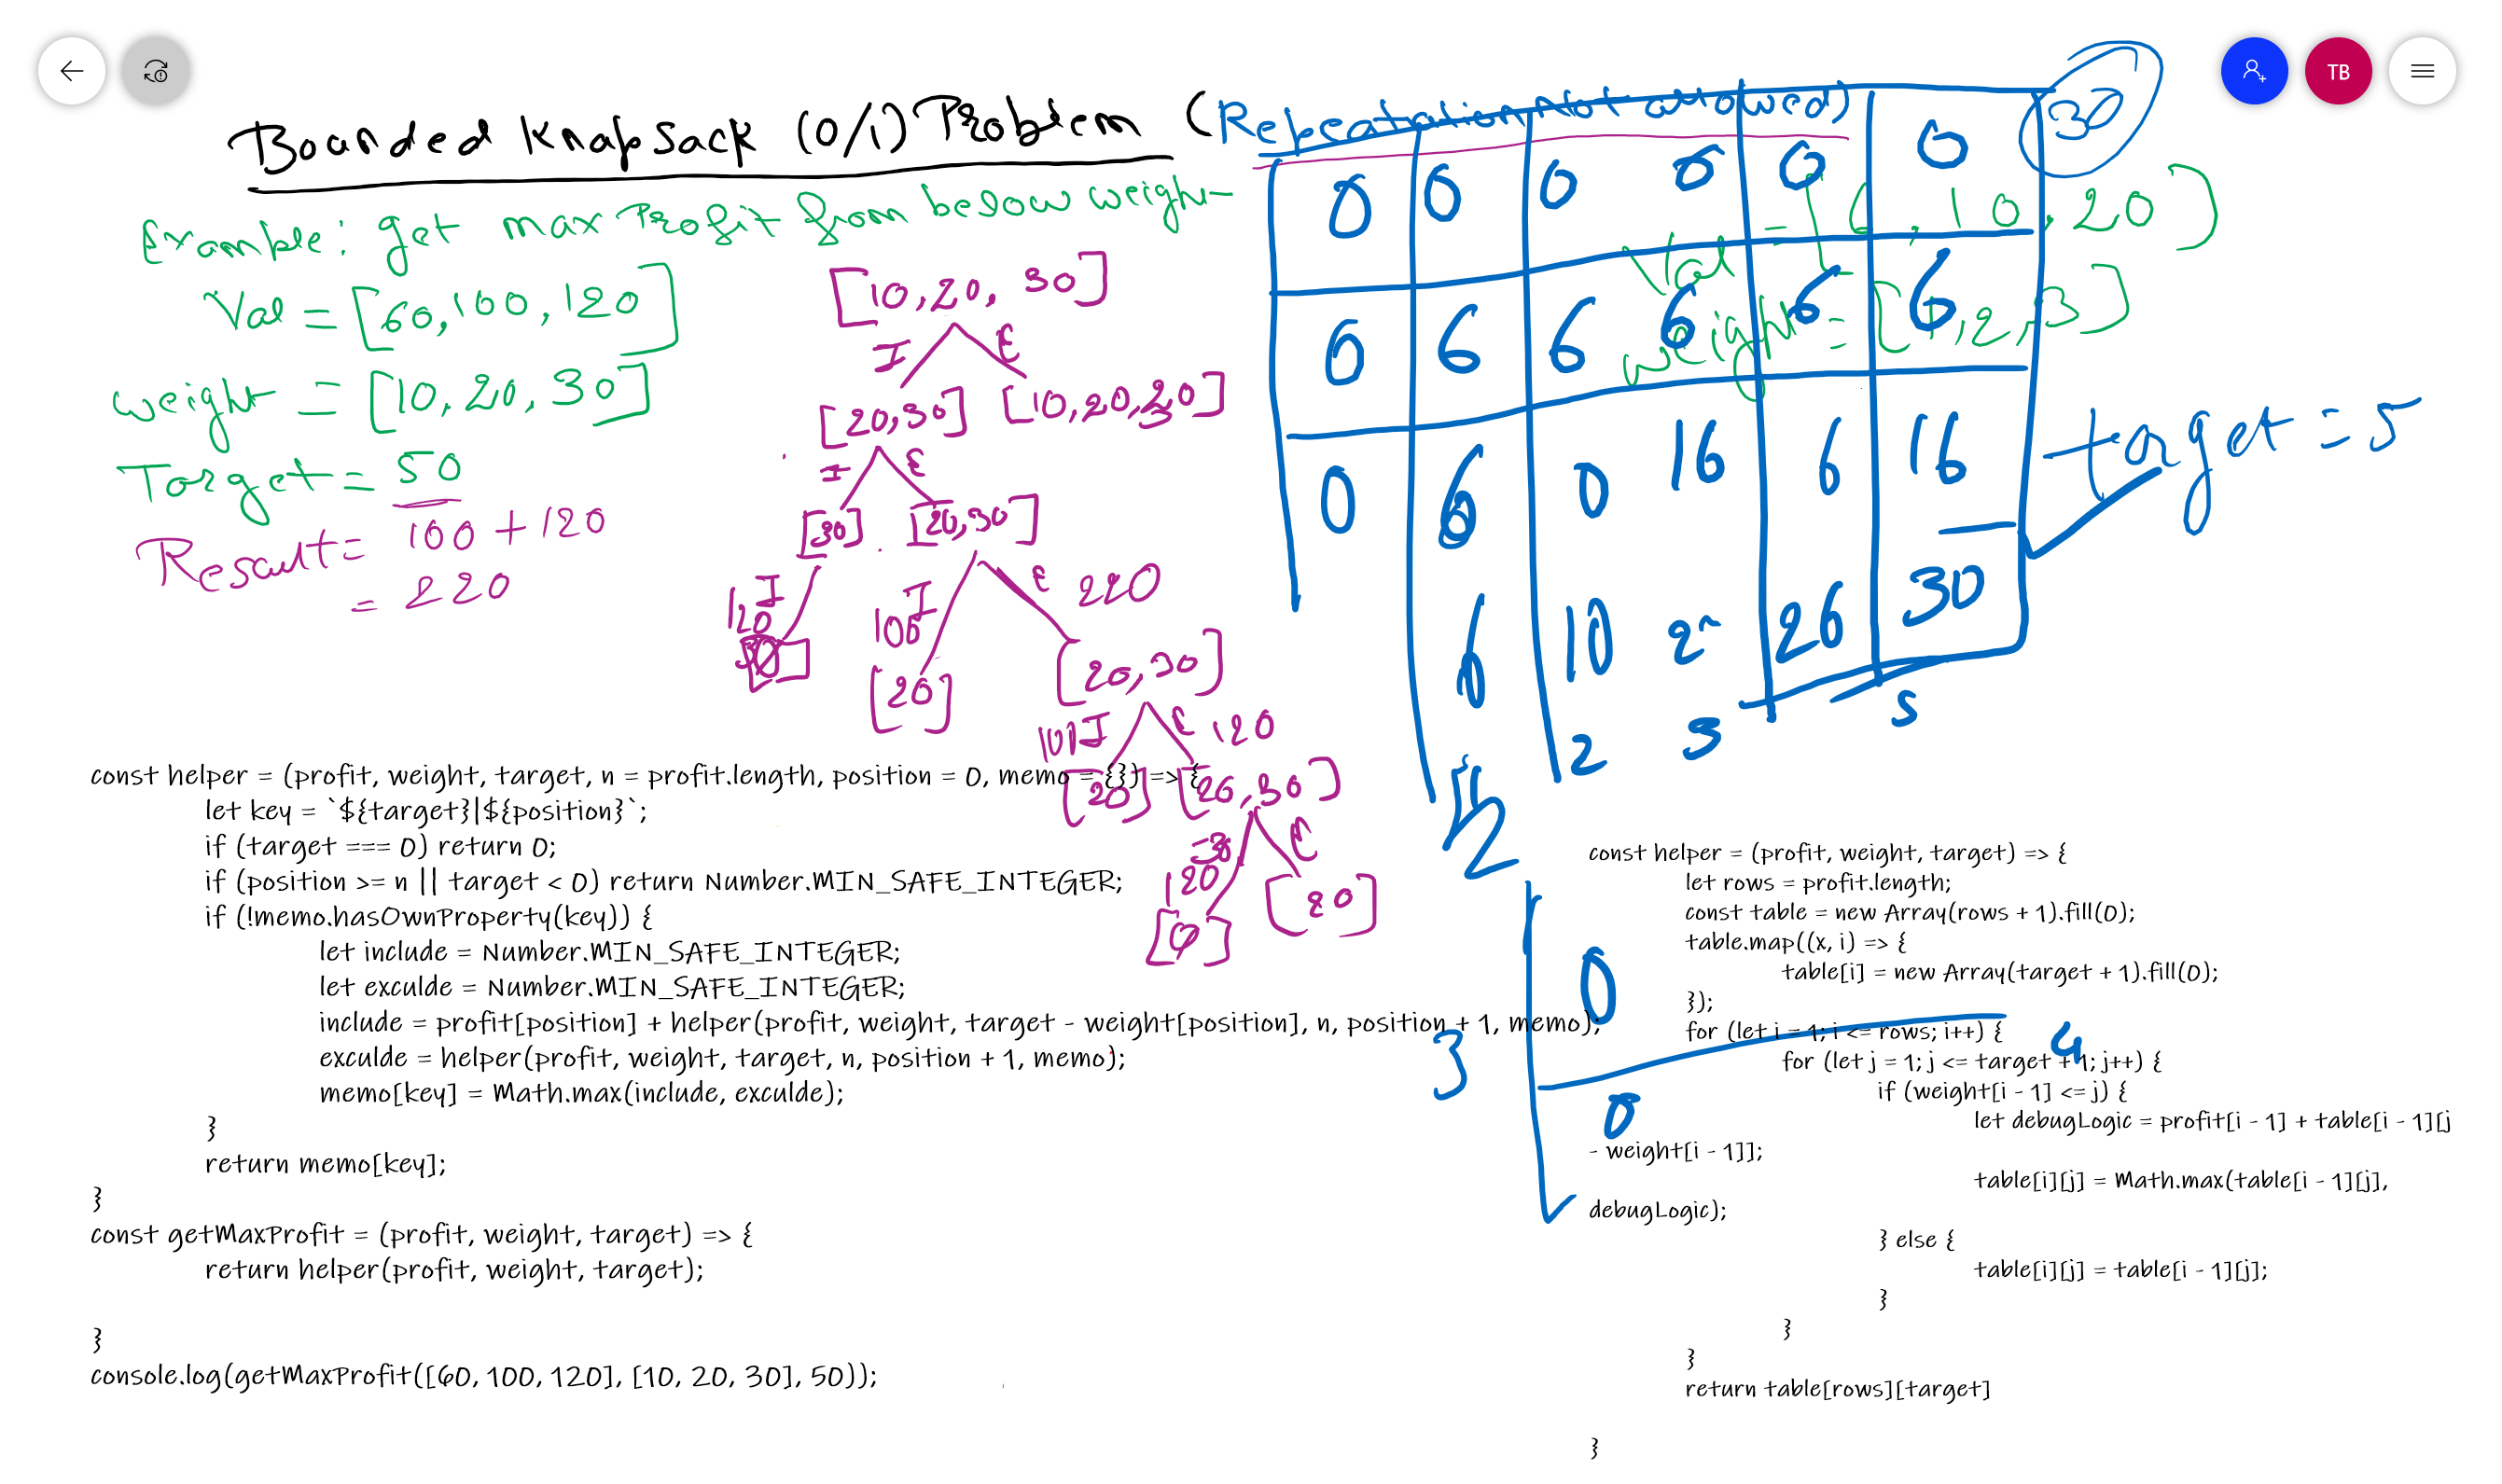 TB
Bounded Knapsack (0/1) Problem (Repeatation Not allowed)
30
Example: get max Profit from below weight
Val = [60, 100, 120]
weight = [10, 20, 30]
Target = 50
Result = 100 + 120
= 220
[10, 20, 30]
I E
[20, 30] [10, 20, 30]
I E
[30] [20, 30]
I 120
I 100
E 220
[20] [20, 30]
100 I E 120
[20] [20, 30]
-30
120 E
[20]
Val = [6, 10, 20]
weight = [1, 2, 3]
target = 5
0 0 0 0 0 0
0 6 6 6 6 6
0 6 0 16 6 16
6 10 2 26 30
2 3 5
0
3 4
0
const helper = (profit, weight, target, n = profit.length, position = 0, memo = {}) => {
let key = `${target}|${position}`;
if (target === 0) return 0;
if (position >= n || target < 0) return Number.MIN_SAFE_INTEGER;
if (!memo.hasOwnProperty(key)) {
let include = Number.MIN_SAFE_INTEGER;
let exculde = Number.MIN_SAFE_INTEGER;
include = profit[position] + helper(profit, weight, target - weight[position], n, position + 1, memo);
exculde = helper(profit, weight, target, n, position + 1, memo);
memo[key] = Math.max(include, exculde);
}
return memo[key];
}
const getMaxProfit = (profit, weight, target) => {
return helper(profit, weight, target);
}
console.log(getMaxProfit([60, 100, 120], [10, 20, 30], 50));
const helper = (profit, weight, target) => {
let rows = profit.length;
const table = new Array(rows + 1).fill(0);
table.map((x, i) => {
table[i] = new Array(target + 1).fill(0);
});
for (let i = 1; i <= rows; i++) {
for (let j = 1; j <= target + 1; j++) {
if (weight[i - 1] <= j) {
let debugLogic = profit[i - 1] + table[i - 1][j
- weight[i - 1]];
table[i][j] = Math.max(table[i - 1][j],
debugLogic);
} else {
table[i][j] = table[i - 1][j];
}
}
}
return table[rows][target]
}